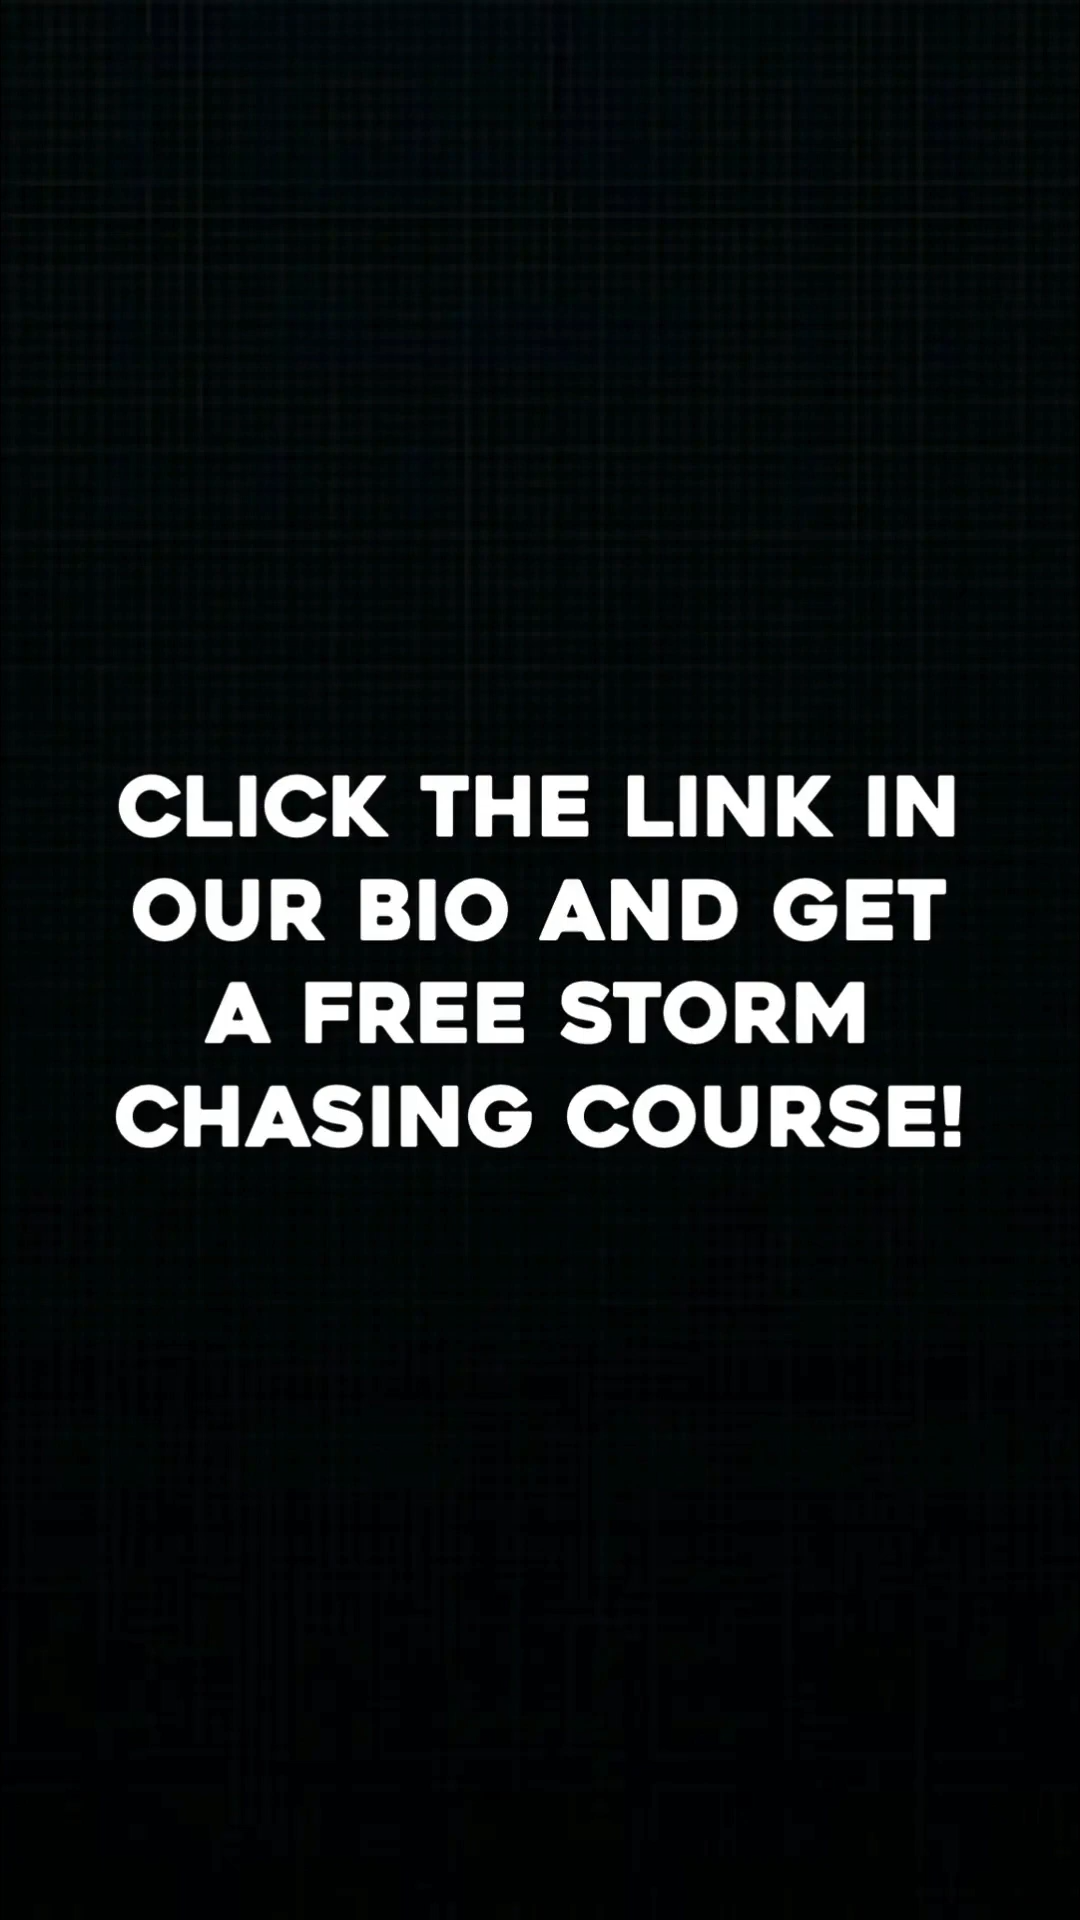 CLICK THE LINK IN
OUR BIO AND GET
A FREE STORM
CHASING COURSE!